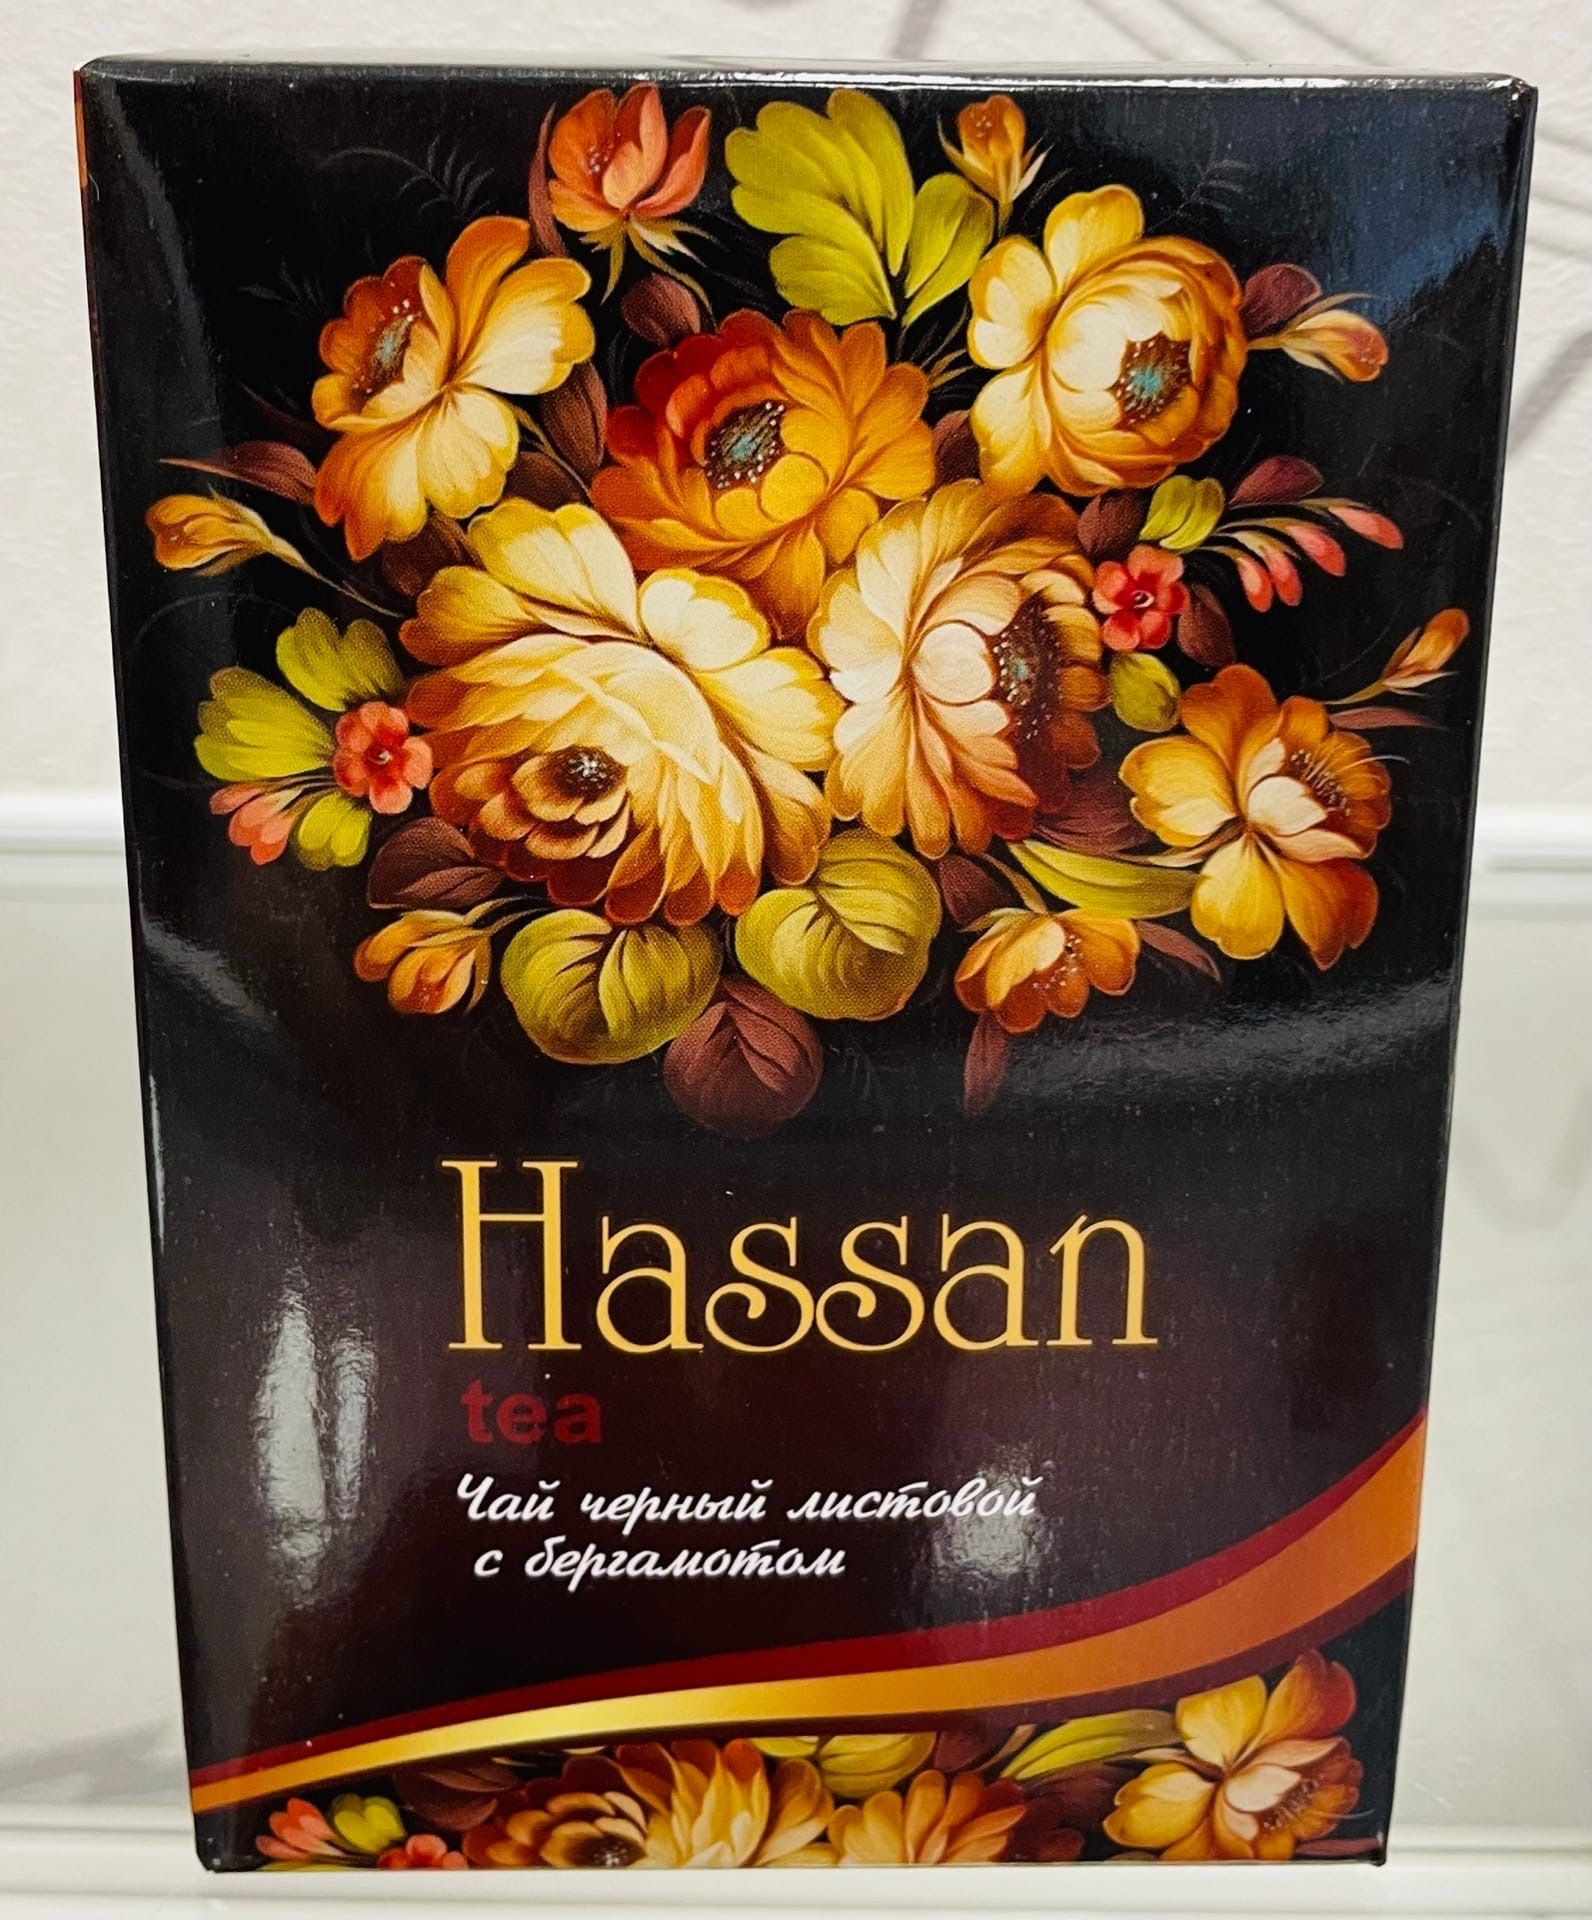 Hassan
tea
Чай черный листовой
с бергамотом